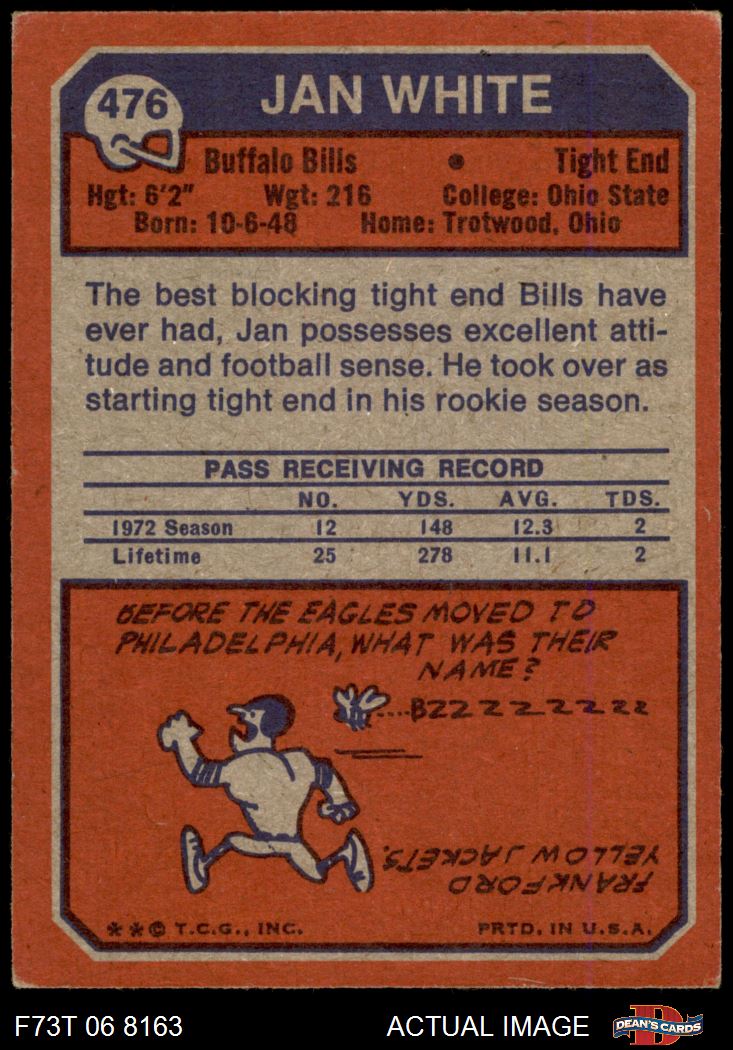 476
JAN WHITE
Buffalo Bills • Tight End
Hgt: 6'2" Wgt: 216 College: Ohio State
Born: 10-6-48 Home: Trotwood, Ohio
The best blocking tight end Bills have
ever had, Jan possesses excellent atti-
tude and football sense. He took over as
starting tight end in his rookie season.
PASS RECEIVING RECORD
NO. YDS. AVG. TDS.
1972 Season 12 148 12.3 2
Lifetime 25 278 11.1 2
BEFORE THE EAGLES MOVED TO
PHILADELPHIA, WHAT WAS THEIR
NAME?
....BZZZZZZZZZ
FRANKFORD
YELLOW JACKETS.
**© T.C.G., INC. PRTD. IN U.S.A.
F73T 06 8163 ACTUAL IMAGE D DEAN'S CARDS